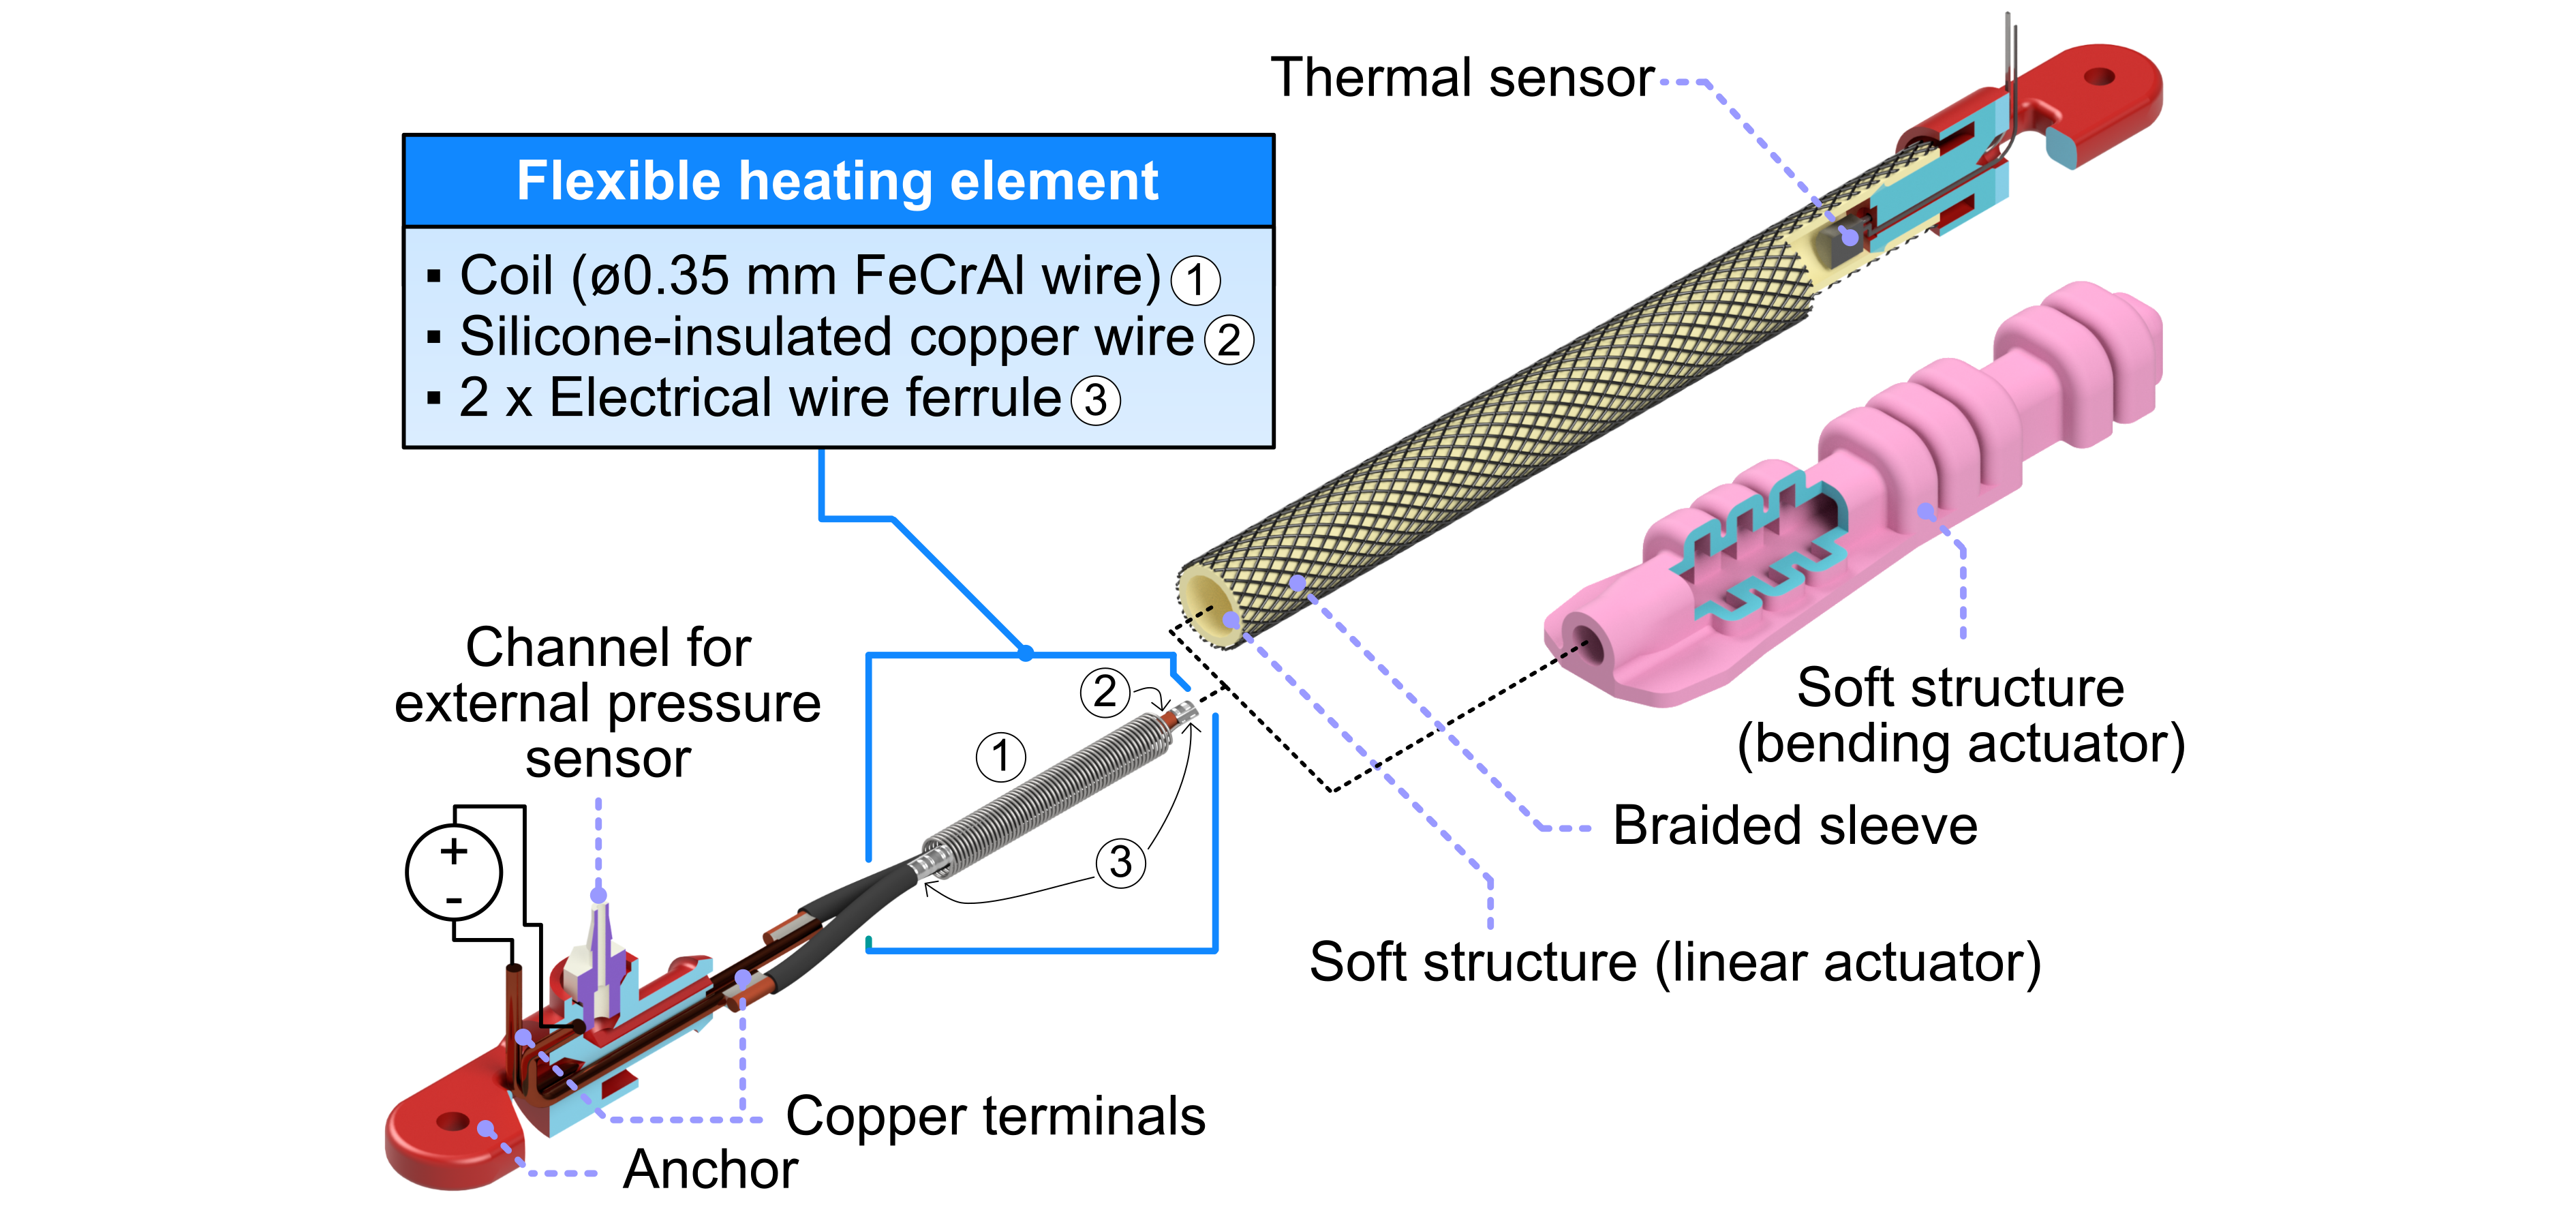 Thermal sensor
Flexible heating element
▪ Coil (ø0.35 mm FeCrAl wire) 1
▪ Silicone-insulated copper wire 2
▪ 2 x Electrical wire ferrule 3
Channel for
external pressure
sensor
+
-
1
2
3
Soft structure
(bending actuator)
Braided sleeve
Soft structure (linear actuator)
Copper terminals
Anchor